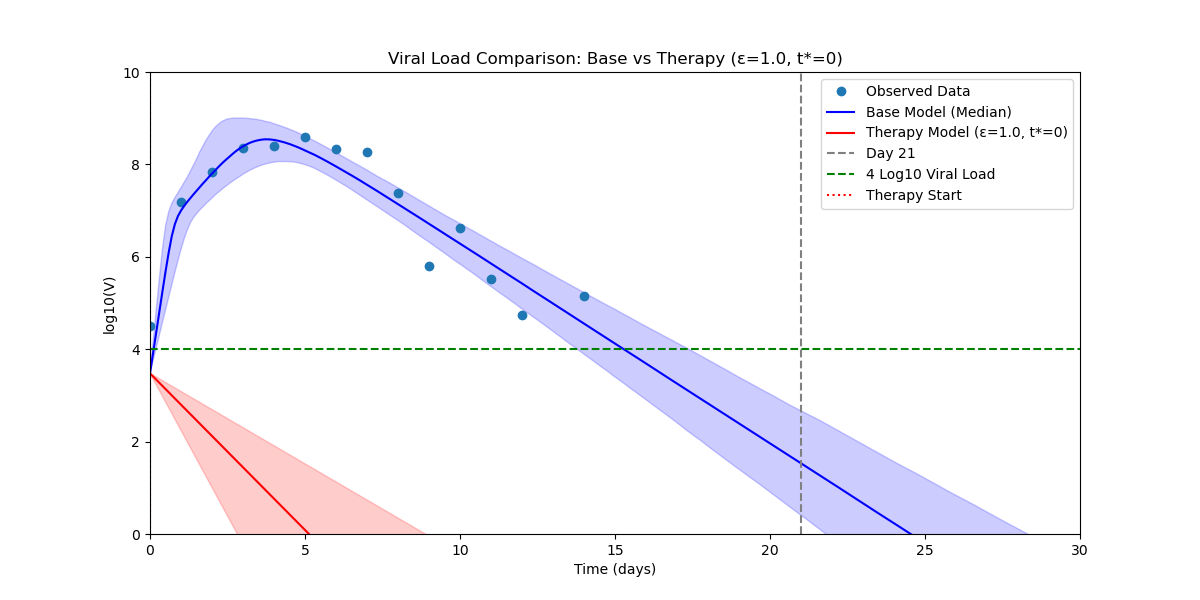 Viral Load Comparison: Base vs Therapy (ε=1.0, t*=0)
Observed Data
Base Model (Median)
Therapy Model (ε=1.0, t*=0)
Day 21
4 Log10 Viral Load
Therapy Start
log10(V)
10
8
6
4
2
0
0 5 10 15 20 25 30
Time (days)